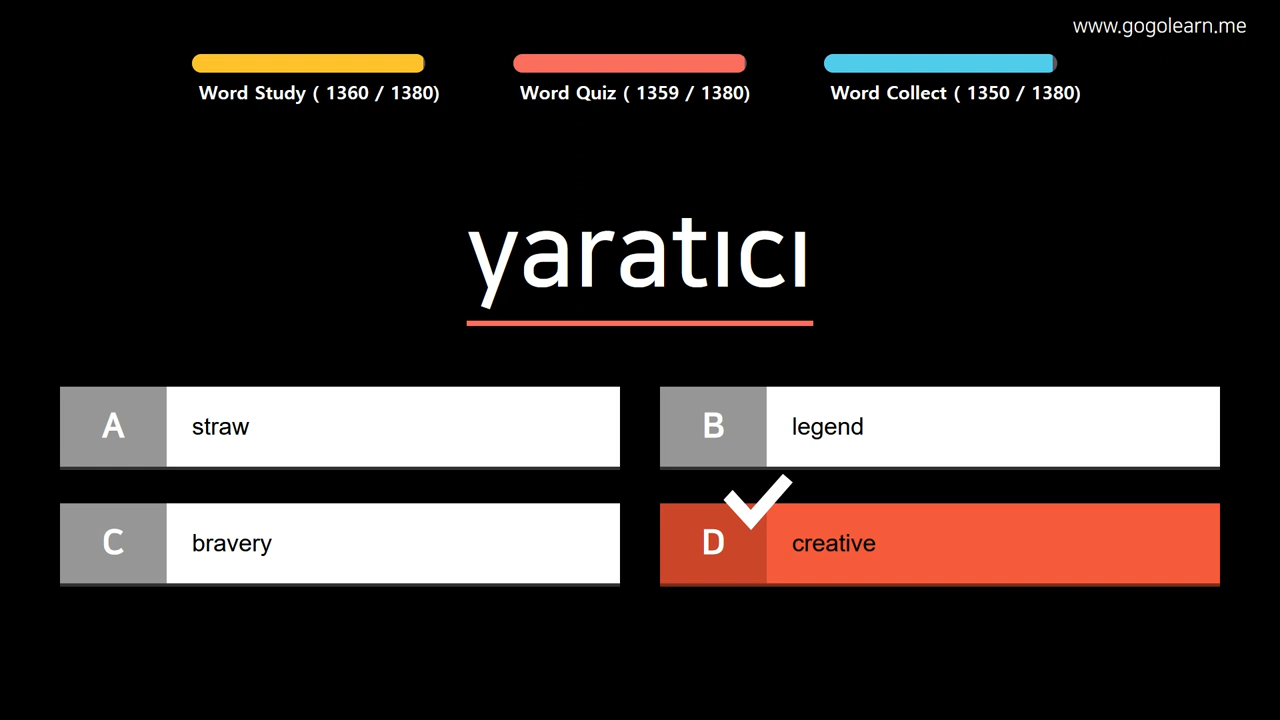 www.gogolearn.me
Word Study ( 1360 / 1380)
Word Quiz ( 1359 / 1380)
Word Collect ( 1350 / 1380)
yaratıcı
A
straw
B
legend
C
bravery
D
creative